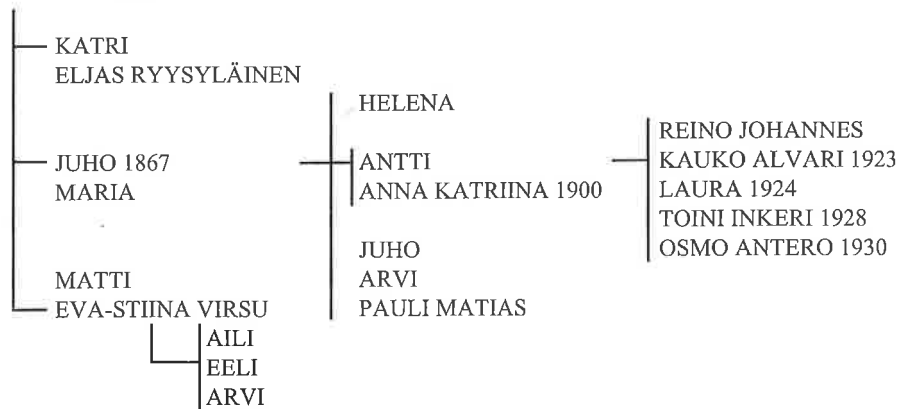 KATRI
ELJAS RYYSYLÄINEN
JUHO 1867
MARIA
MATTI
EVA-STIINA VIRSU
AILI
EELI
ARVI
HELENA
ANTTI
ANNA KATRIINA 1900
JUHO
ARVI
PAULI MATIAS
REINO JOHANNES
KAUKO ALVARI 1923
LAURA 1924
TOINI INKERI 1928
OSMO ANTERO 1930